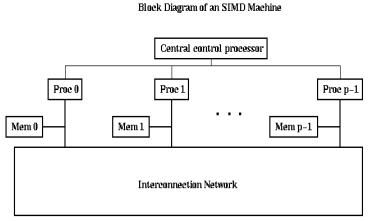 Block Diagram of an SIMD Machine
Central control processor
Proc 0 Proc 1 Proc p-1
. . .
Mem 0 Mem 1 Mem p-1
Interconnection Network